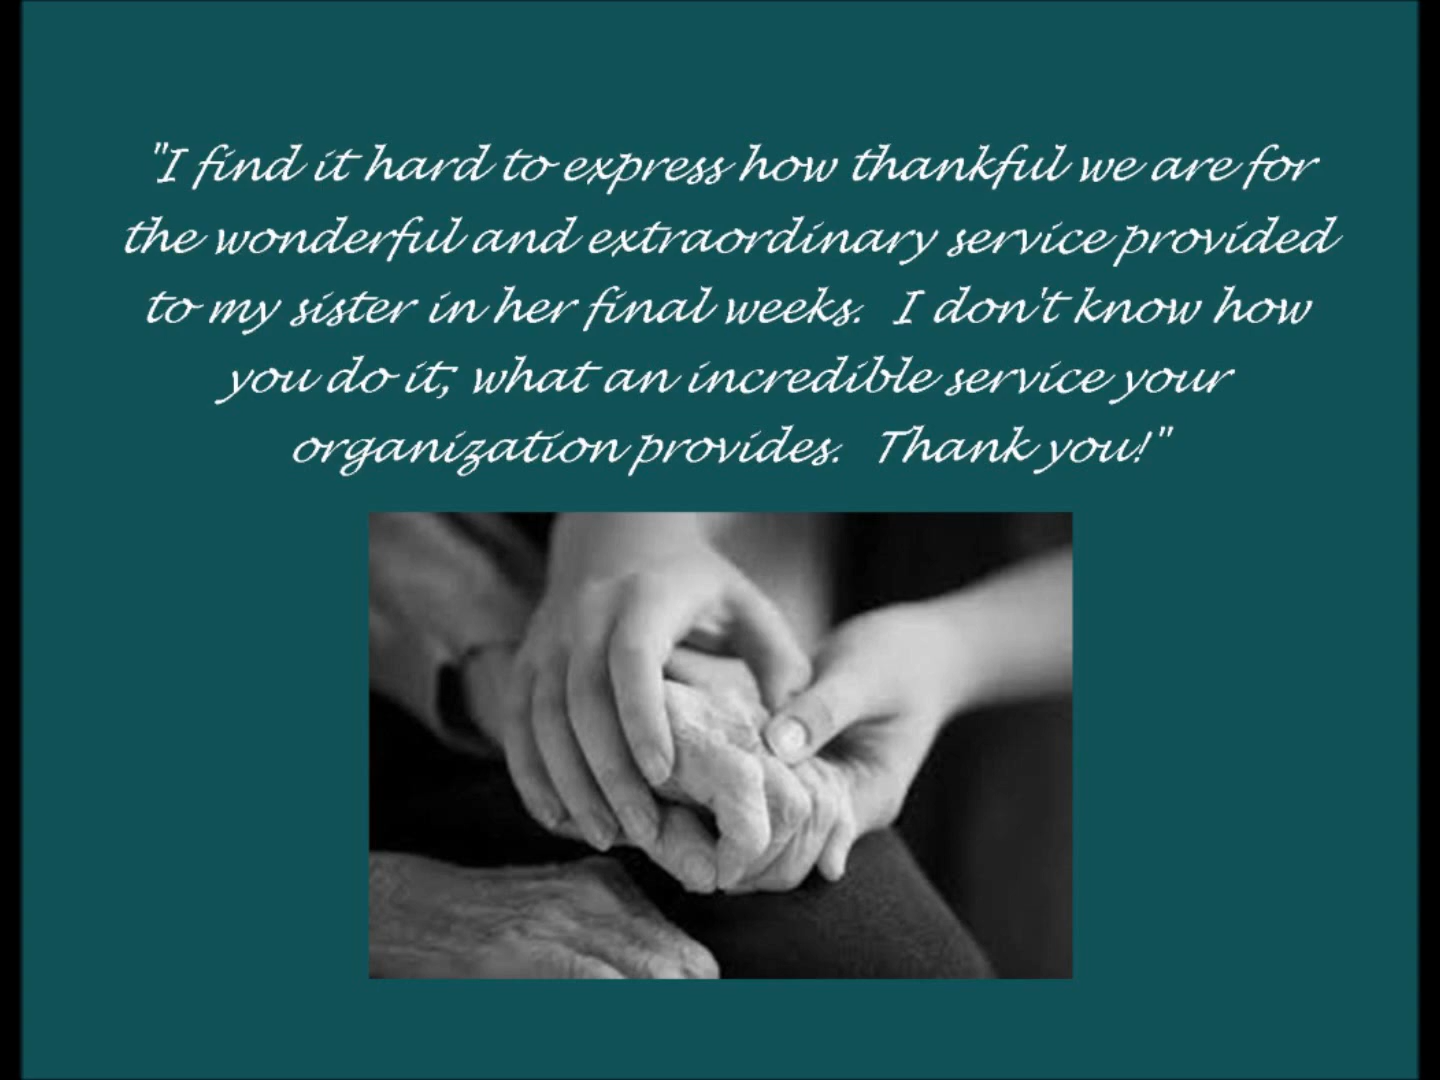 "I find it hard to express how thankful we are for
the wonderful and extraordinary service provided
to my sister in her final weeks.  I don't know how
you do it; what an incredible service your
organization provides.  Thank you!"